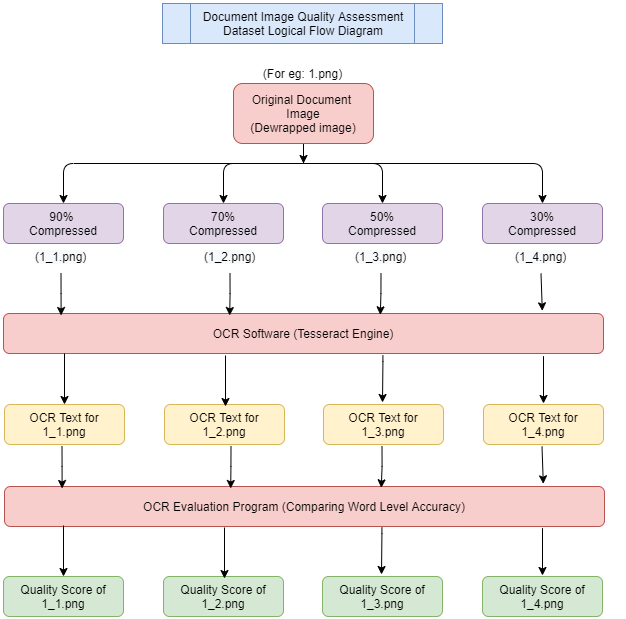 Document Image Quality Assessment
Dataset Logical Flow Diagram
(For eg: 1.png)
Original Document
Image
(Dewrapped image)
90%
Compressed
70%
Compressed
50%
Compressed
30%
Compressed
(1_1.png)
(1_2.png)
(1_3.png)
(1_4.png)
OCR Software (Tesseract Engine)
OCR Text for
1_1.png
OCR Text for
1_2.png
OCR Text for
1_3.png
OCR Text for
1_4.png
OCR Evaluation Program (Comparing Word Level Accuracy)
Quality Score of
1_1.png
Quality Score of
1_2.png
Quality Score of
1_3.png
Quality Score of
1_4.png